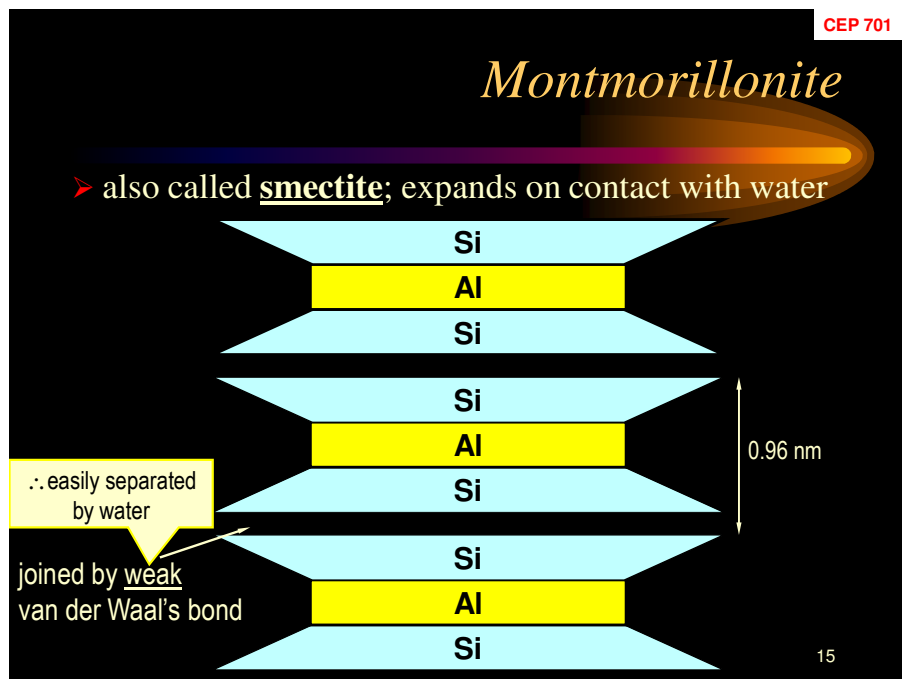 CEP 701
Montmorillonite
➢ also called smectite; expands on contact with water
Si
Al
Si
Si
Al
Si
0.96 nm
∴easily separated
by water
joined by weak
van der Waal’s bond
Si
Al
Si
15